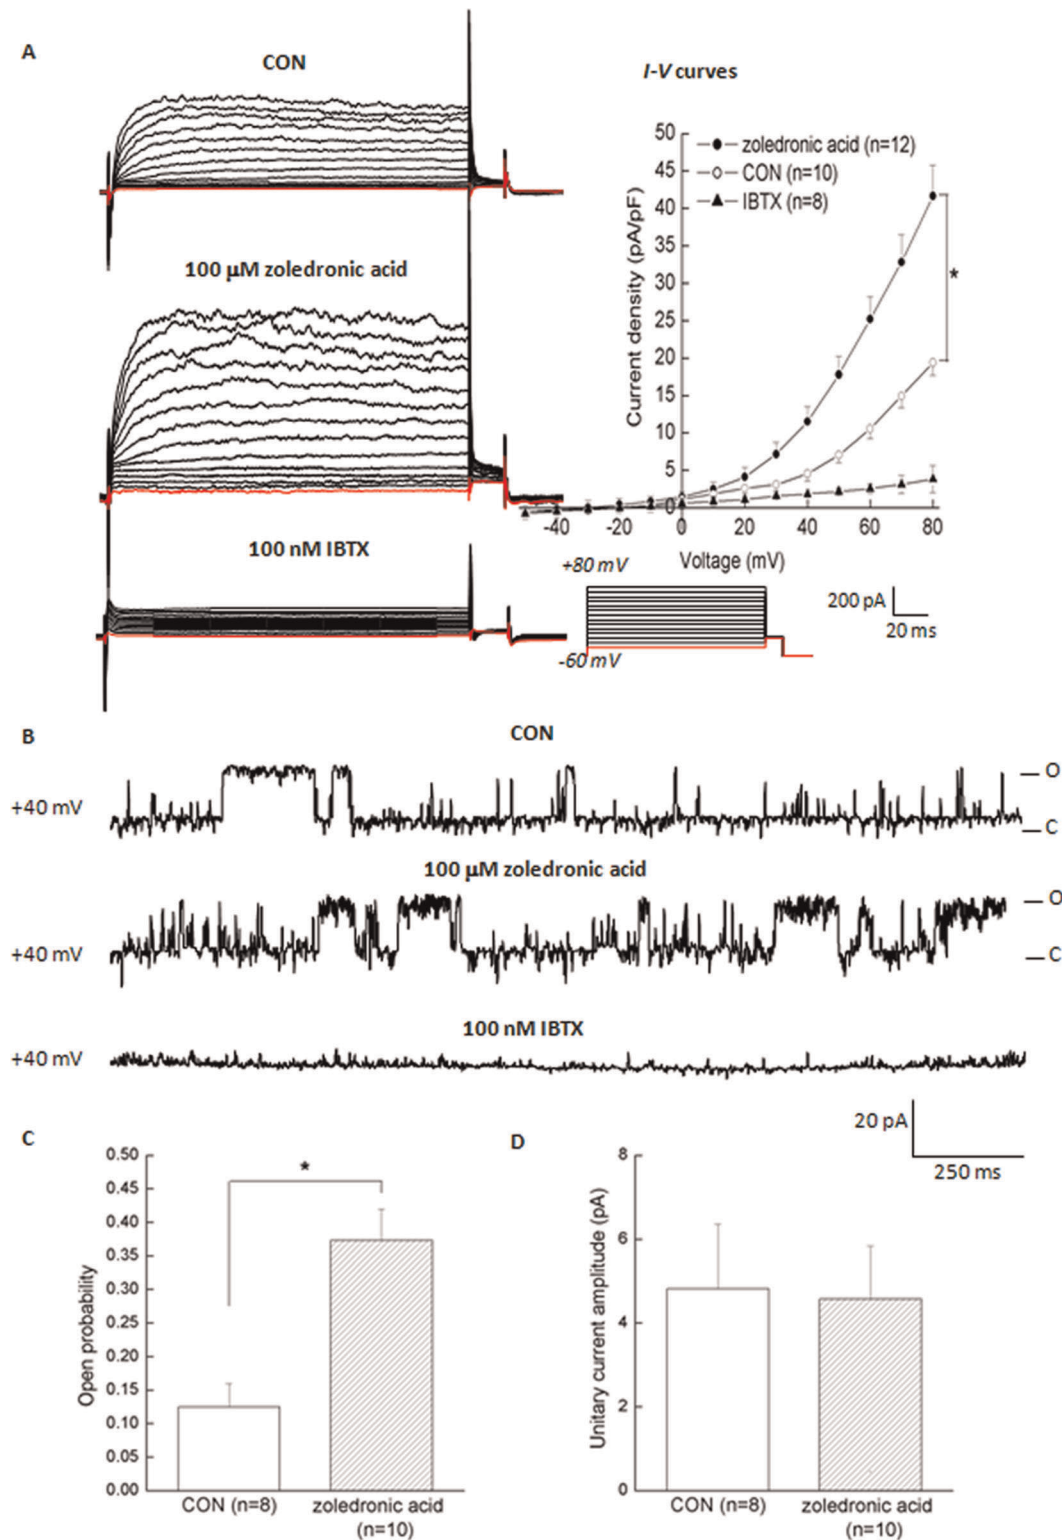 A
CON
I-V curves
zoledronic acid (n=12)
CON (n=10)
IBTX (n=8)
50
45
40
35
30
25
20
15
10
5
0
Current density (pA/pF)
*
-40
-20
0
20
40
60
80
Voltage (mV)
100 µM zoledronic acid
100 nM IBTX
+80 mV
-60 mV
200 pA
20 ms
B
CON
+40 mV
O
C
100 µM zoledronic acid
+40 mV
O
C
100 nM IBTX
+40 mV
20 pA
250 ms
C
0.50
0.45
0.40
0.35
0.30
0.25
0.20
0.15
0.10
0.05
0.00
Open probability
*
CON (n=8)
zoledronic acid
(n=10)
D
8
6
4
2
0
Unitary current amplitude (pA)
CON (n=8)
zoledronic acid
(n=10)